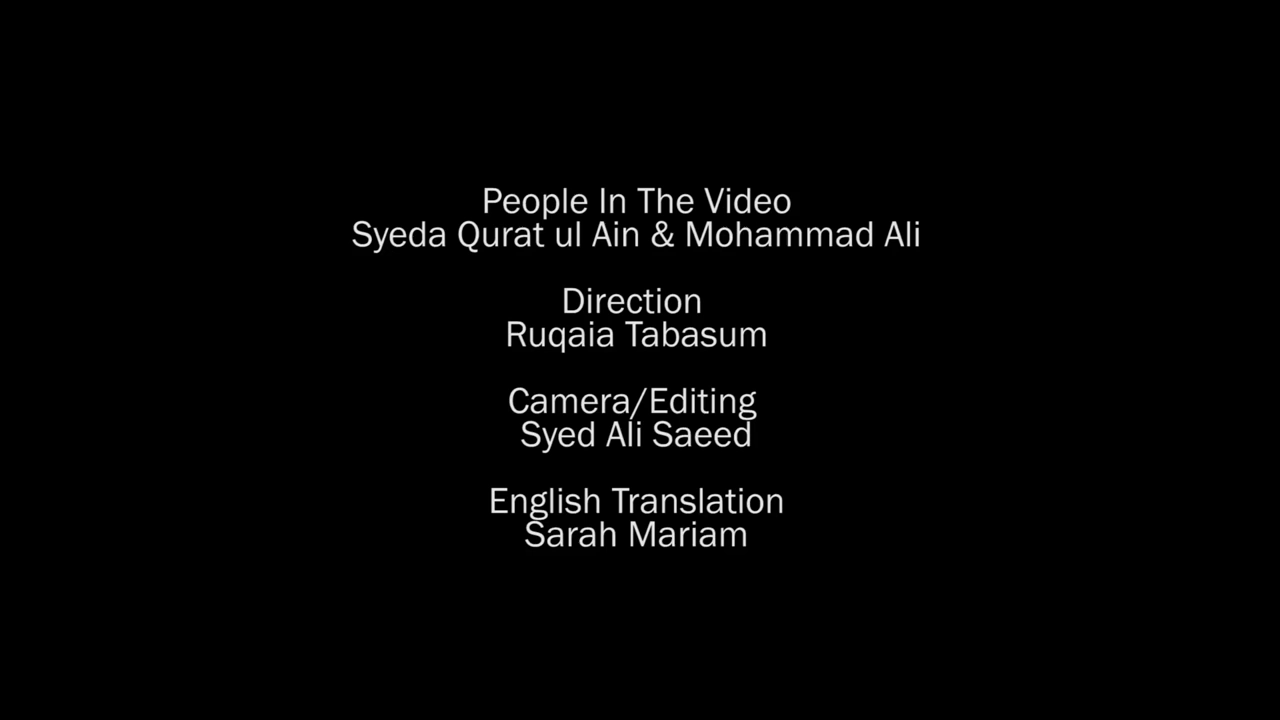 People In The Video
Syeda Qurat ul Ain & Mohammad Ali
Direction
Ruqaia Tabasum
Camera/Editing
Syed Ali Saeed
English Translation
Sarah Mariam